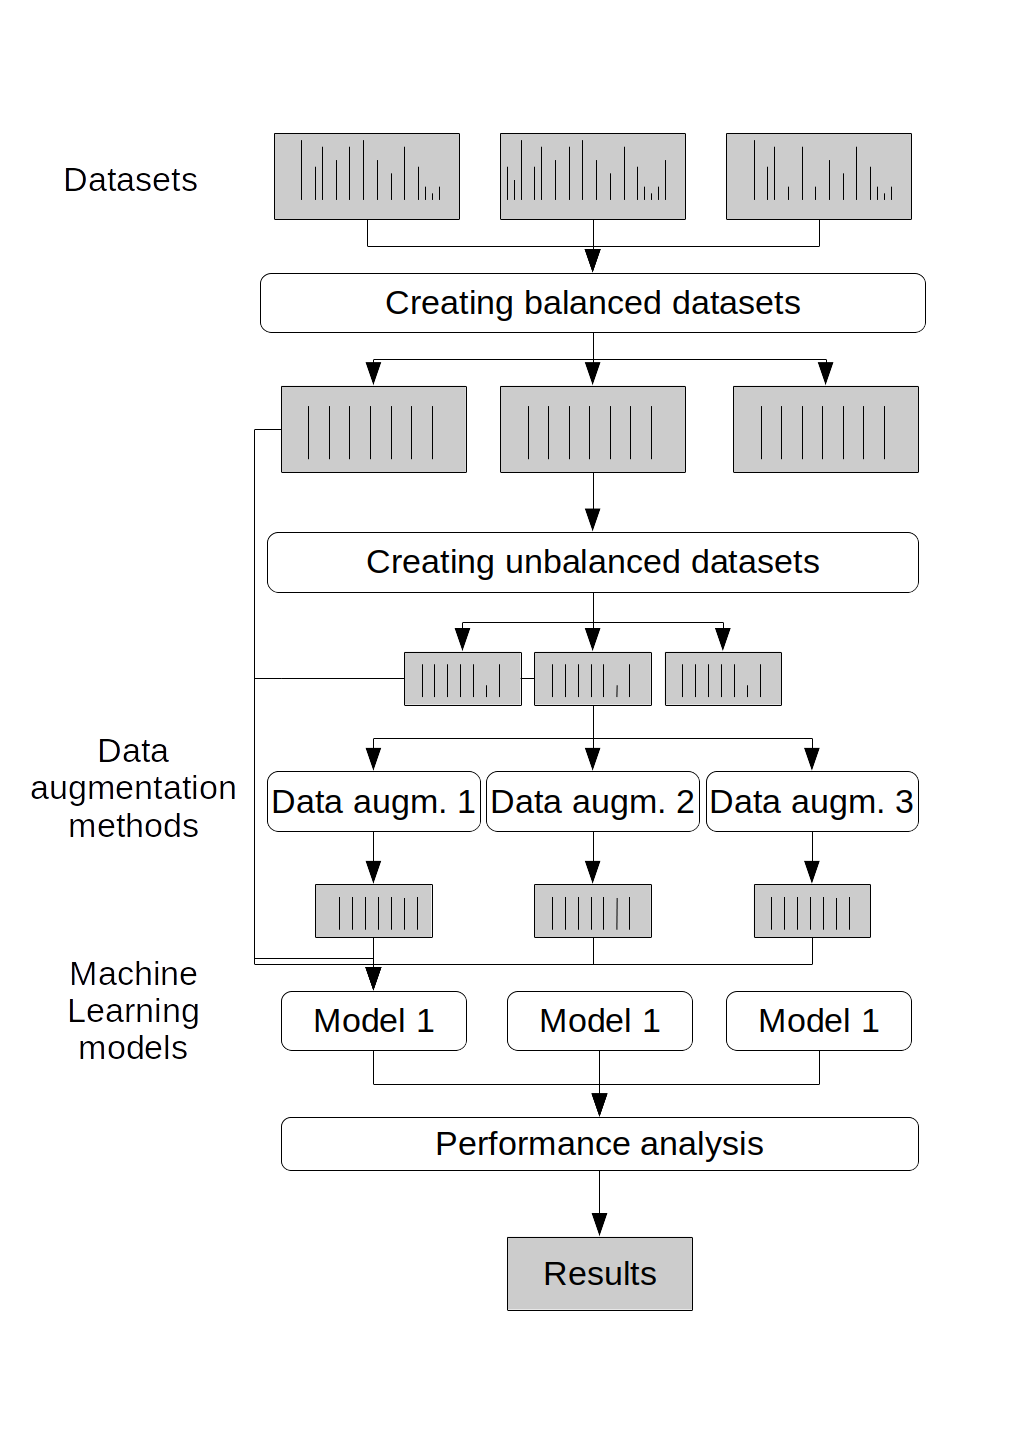 Datasets
Creating balanced datasets
Creating unbalanced datasets
Data
augmentation
methods
Data augm. 1
Data augm. 2
Data augm. 3
Machine
Learning
models
Model 1
Model 1
Model 1
Performance analysis
Results